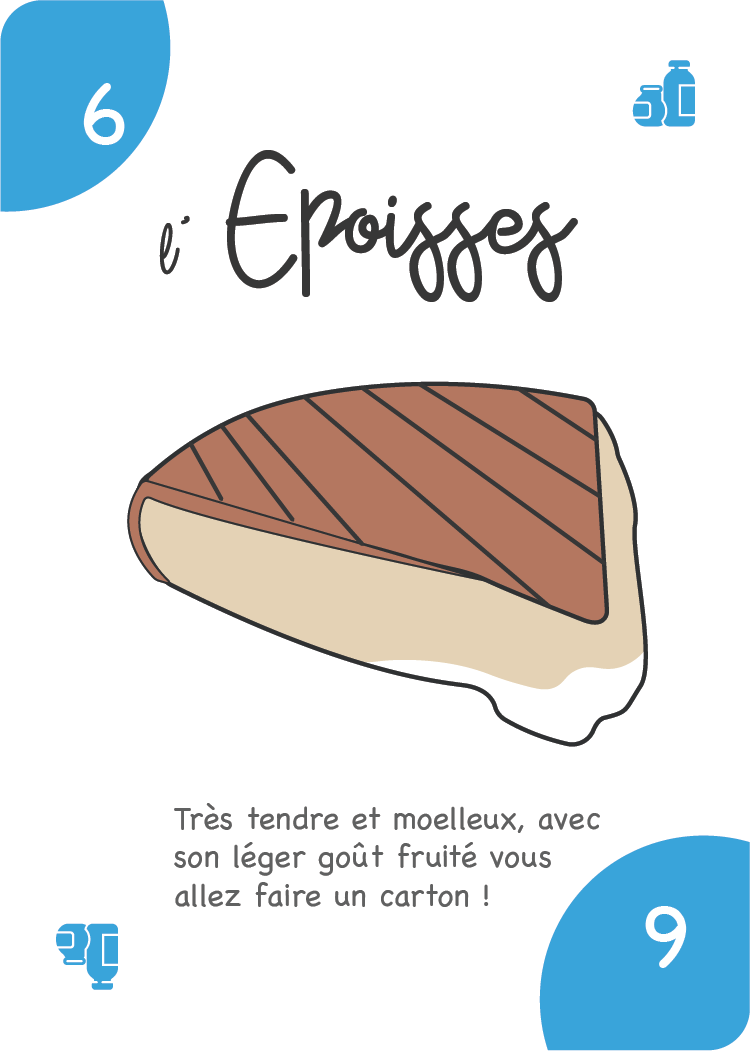 6
l' Epoisses
Très tendre et moelleux, avec
son léger goût fruité vous
allez faire un carton !
9